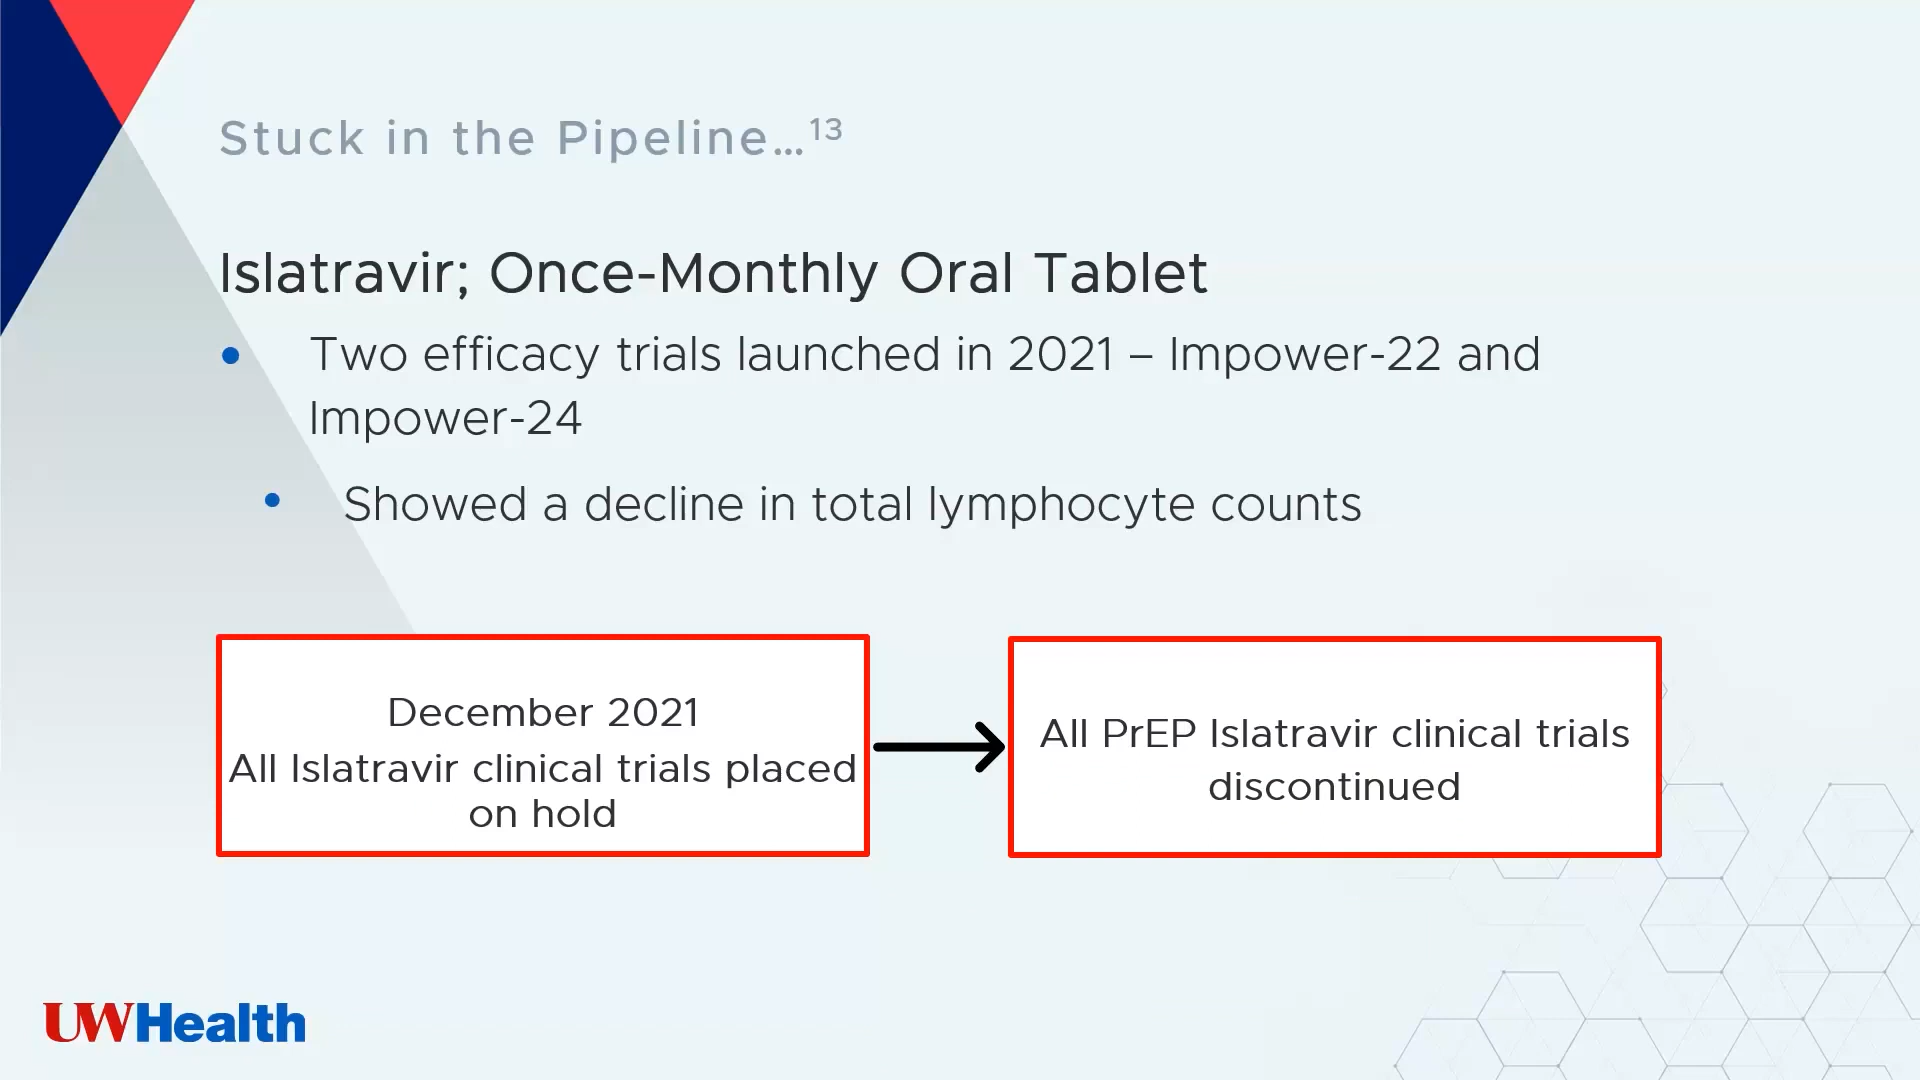 Stuck in the Pipeline…¹³
Islatravir; Once-Monthly Oral Tablet
• Two efficacy trials launched in 2021 – Impower-22 and
Impower-24
• Showed a decline in total lymphocyte counts
December 2021
All Islatravir clinical trials placed
on hold
All PrEP Islatravir clinical trials
discontinued
UWHealth